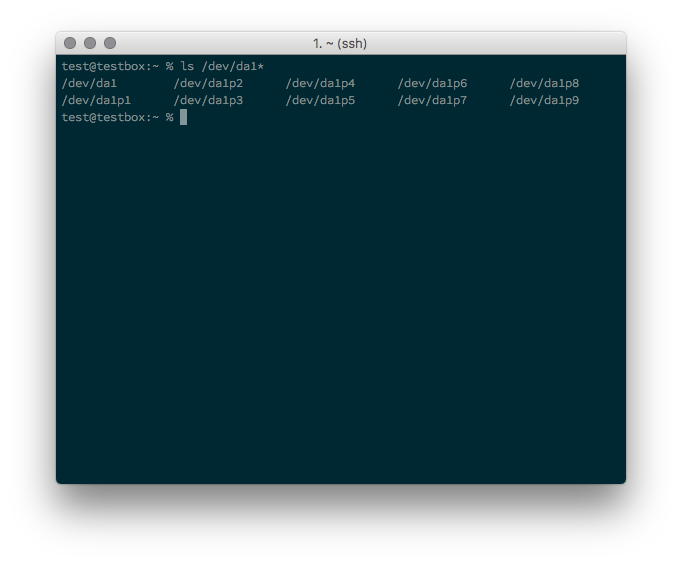 1. ~ (ssh)
test@testbox:~ % ls /dev/da1*
/dev/da1 /dev/da1p2 /dev/da1p4 /dev/da1p6 /dev/da1p8
/dev/da1p1 /dev/da1p3 /dev/da1p5 /dev/da1p7 /dev/da1p9
test@testbox:~ %